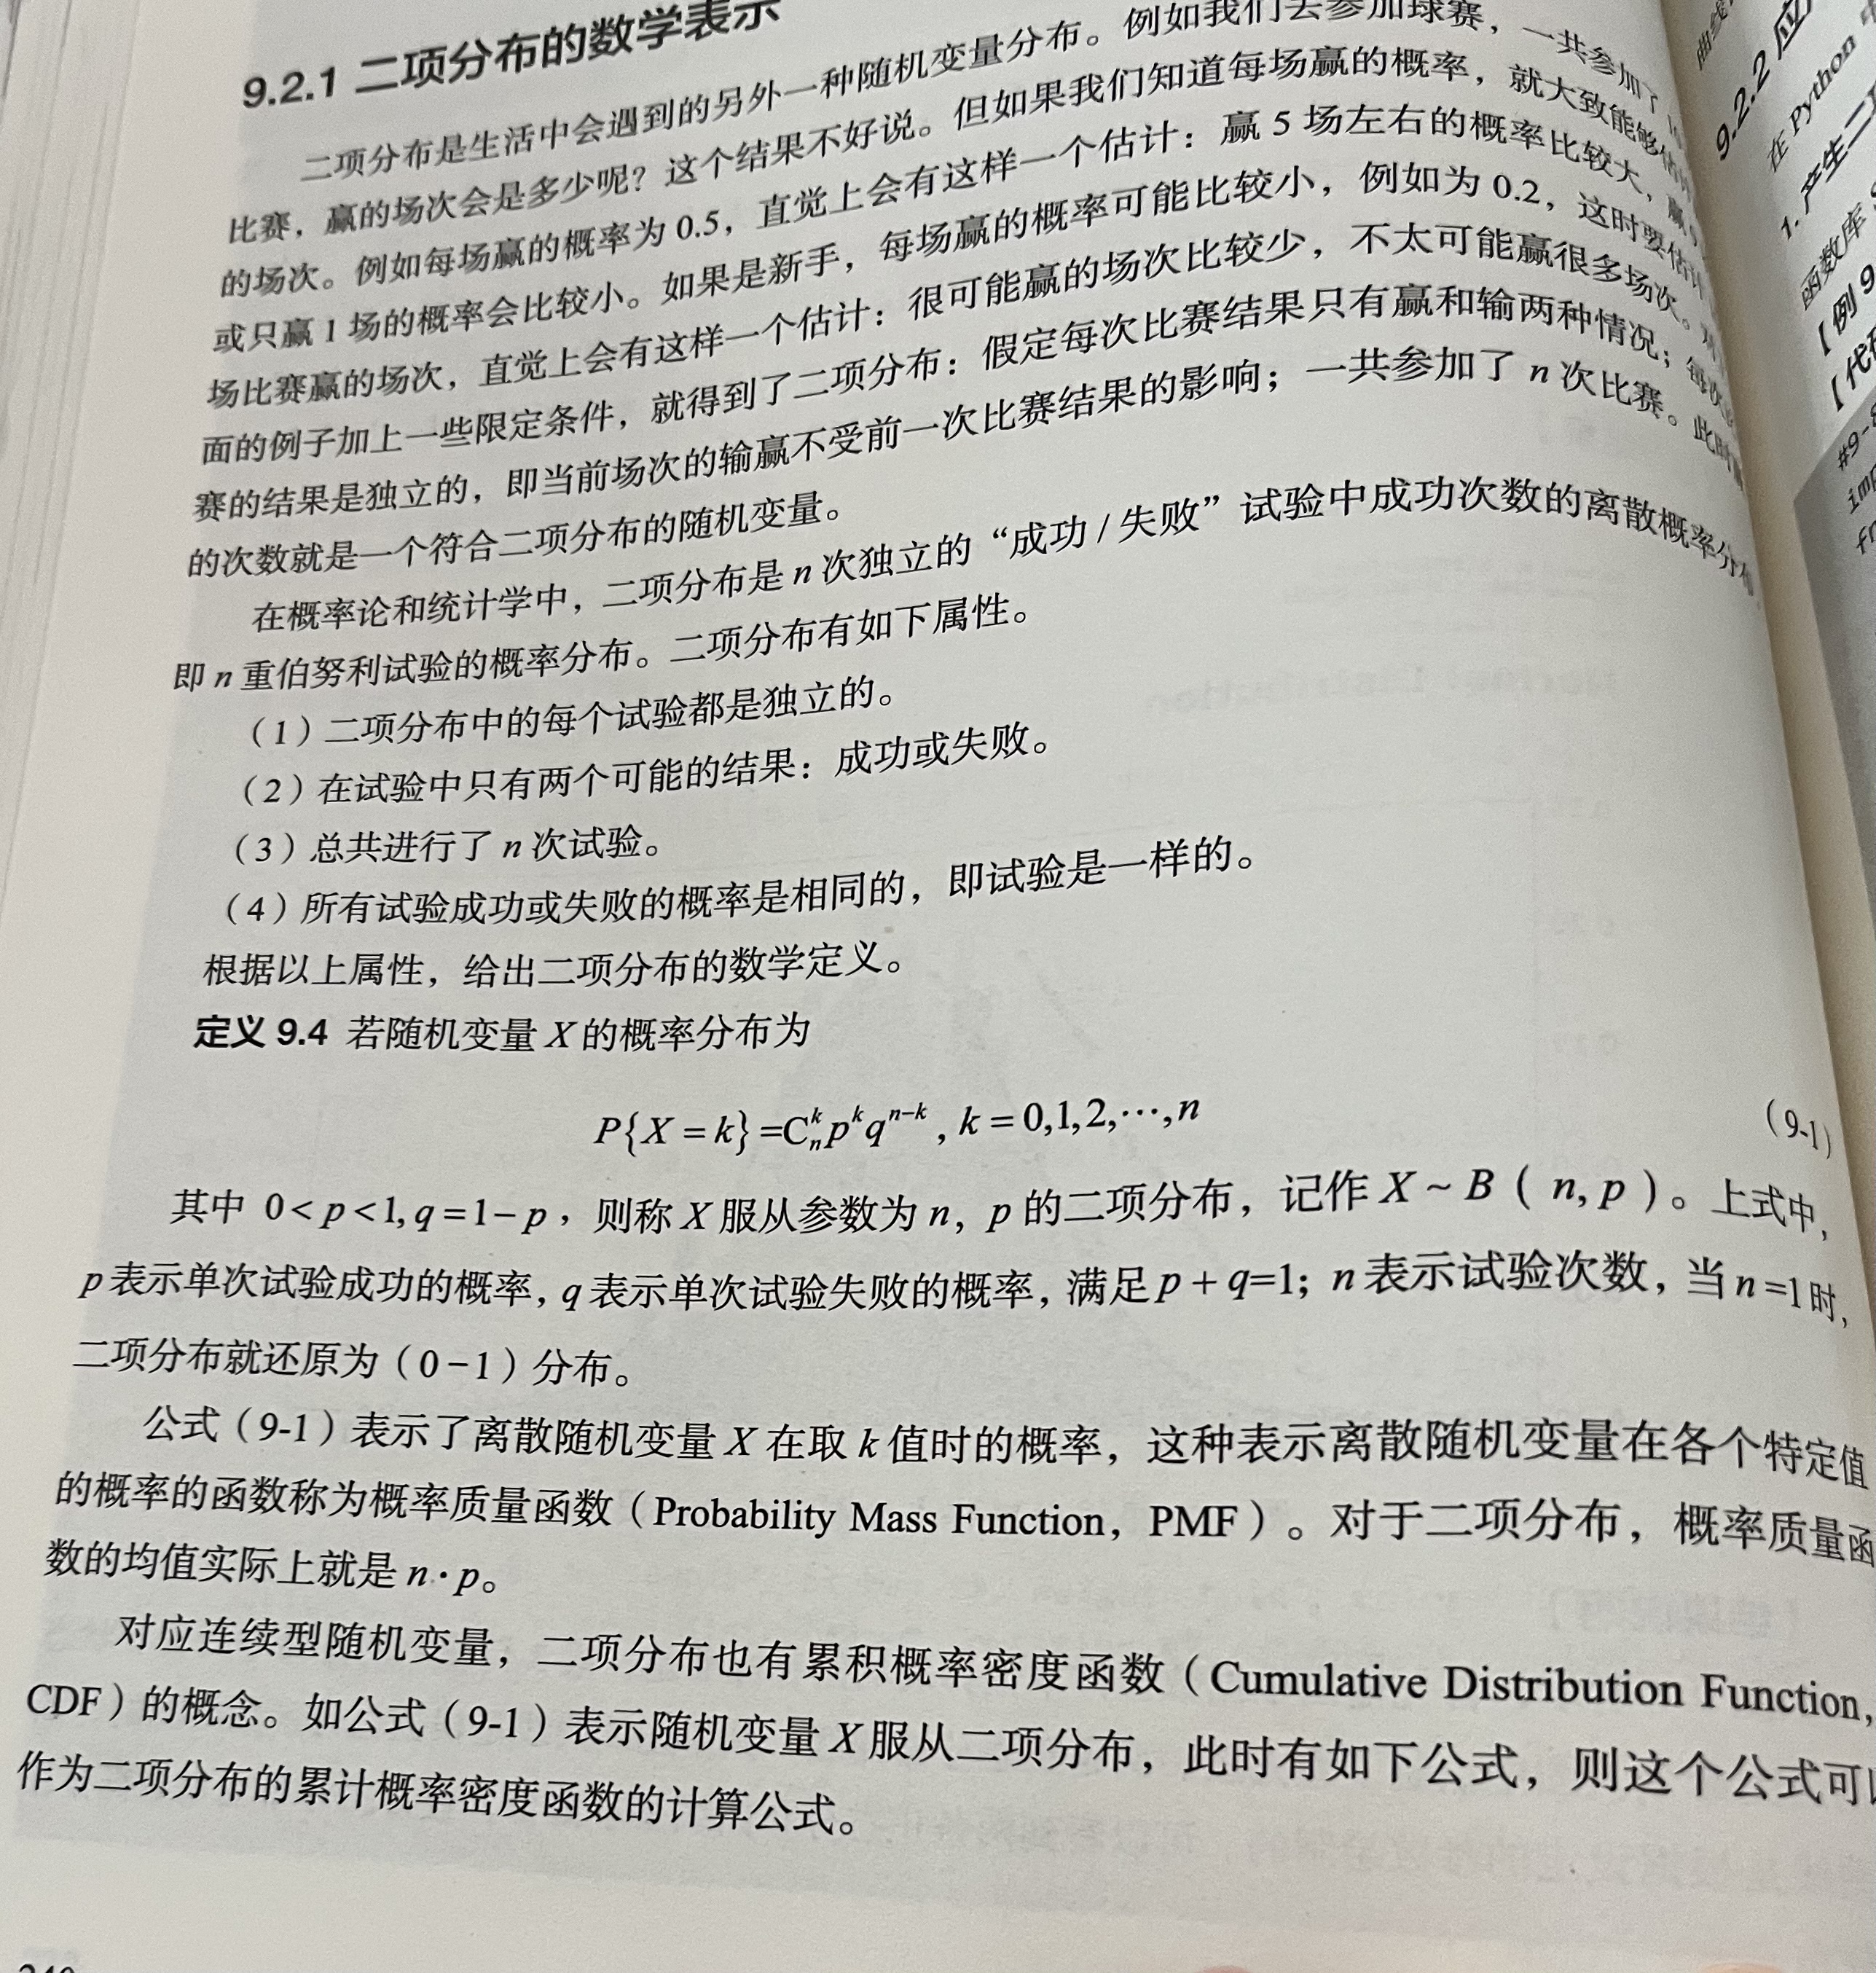 9.2.1 二项分布的数学表示
二项分布是生活中会遇到的另外一种随机变量分布。例如我们去参加球赛，一共参加了
比赛，赢的场次会是多少呢？这个结果不好说。但如果我们知道每场赢的概率，就大致能够
的场次。例如每场赢的概率为 0.5，直觉上会有这样一个估计：赢 5 场左右的概率比较大，赢
或只赢 1 场的概率会比较小。如果是新手，每场赢的概率可能比较小，例如为 0.2，这时要估计
场比赛赢的场次，直觉上会有这样一个估计：很可能赢的场次比较少，不太可能赢很多场次。
面的例子加上一些限定条件，就得到了二项分布：假定每次比赛结果只有赢和输两种情况；每次
赛的结果是独立的，即当前场次的输赢不受前一次比赛结果的影响；一共参加了 n 次比赛。此时
的次数就是一个符合二项分布的随机变量。
在概率论和统计学中，二项分布是 n 次独立的“成功 / 失败”试验中成功次数的离散概率分布
即 n 重伯努利试验的概率分布。二项分布有如下属性。
（1）二项分布中的每个试验都是独立的。
（2）在试验中只有两个可能的结果：成功或失败。
（3）总共进行了 n 次试验。
（4）所有试验成功或失败的概率是相同的，即试验是一样的。
根据以上属性，给出二项分布的数学定义。
定义 9.4 若随机变量 X 的概率分布为
P{X = k} =C_n^k p^k q^{n-k} , k = 0,1,2,⋯,n （9-1）
其中 0< p <1, q =1− p，则称 X 服从参数为 n，p 的二项分布，记作 X ~ B（n, p）。上式中，
p 表示单次试验成功的概率，q 表示单次试验失败的概率，满足 p + q=1；n 表示试验次数，当 n =1 时，
二项分布就还原为（0－1）分布。
公式（9-1）表示了离散随机变量 X 在取 k 值时的概率，这种表示离散随机变量在各个特定值
的概率的函数称为概率质量函数（Probability Mass Function，PMF）。对于二项分布，概率质量函
数的均值实际上就是 n · p。
对应连续型随机变量，二项分布也有累积概率密度函数（Cumulative Distribution Function，
CDF）的概念。如公式（9-1）表示随机变量 X 服从二项分布，此时有如下公式，则这个公式可以
作为二项分布的累计概率密度函数的计算公式。
9.2.2 应
在 Python
1. 产生二
函数库
【例 9
【代码
#9-
imp
fr